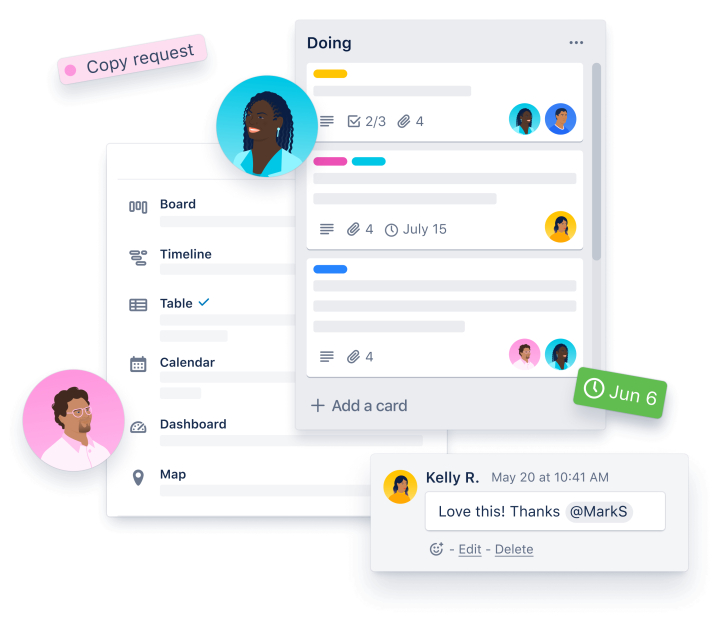 Copy request
Doing
2/3 4
4 July 15
4
Add a card
Jun 6
Board
Timeline
Table
Calendar
Dashboard
Map
Kelly R. May 20 at 10:41 AM
Love this! Thanks @MarkS
- Edit - Delete